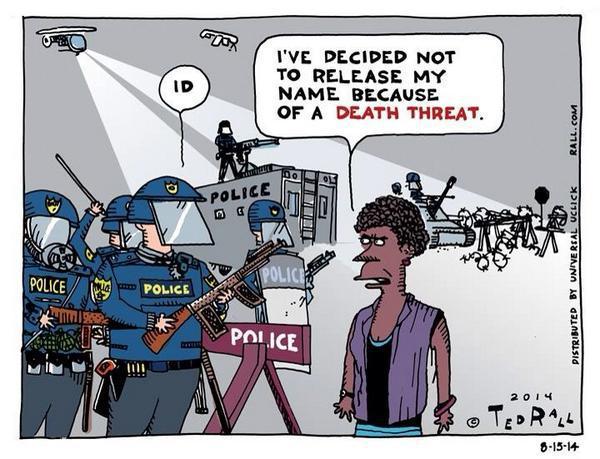 ID
I'VE DECIDED NOT
TO RELEASE MY
NAME BECAUSE
OF A DEATH THREAT.
POLICE
POLICE
POLICE
POLICE
POLICE
DISTRIBUTED BY UNIVERSAL UCLICK RALL.COM
2014
© TED RALL
8-15-14